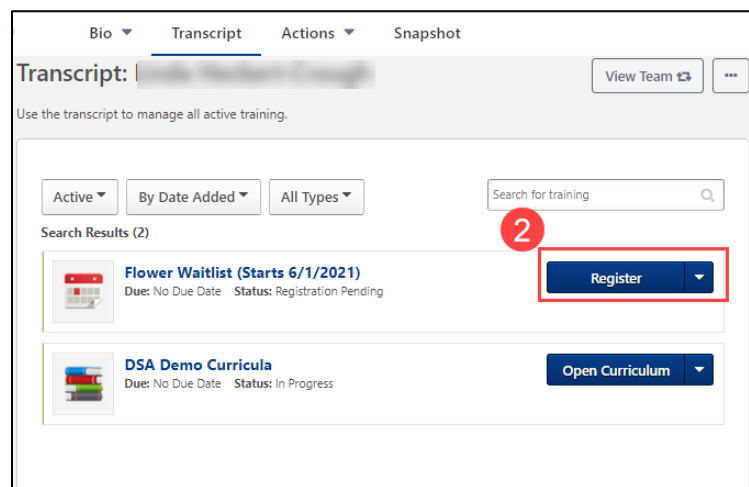 Bio Transcript Actions Snapshot
Transcript:
View Team
Use the transcript to manage all active training.
Active By Date Added All Types
Search for training
Search Results (2)
2
Flower Waitlist (Starts 6/1/2021)
Due: No Due Date Status: Registration Pending
Register
DSA Demo Curricula
Due: No Due Date Status: In Progress
Open Curriculum